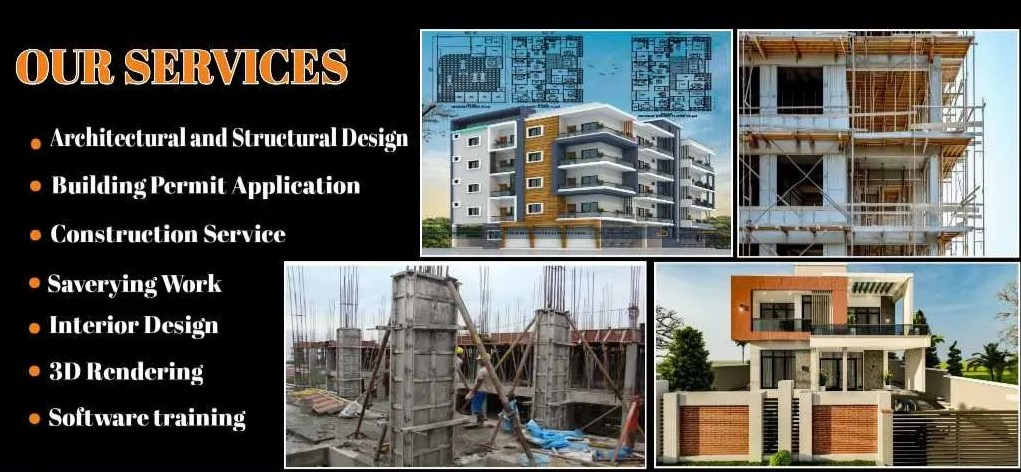 OUR SERVICES
Architectural and Structural Design
Building Permit Application
Construction Service
Saverying Work
Interior Design
3D Rendering
Software training